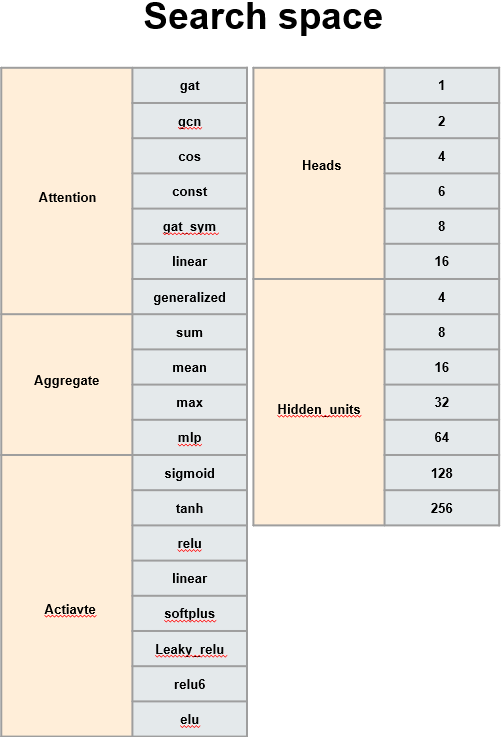 Search space
Attention
gat
gcn
cos
const
gat_sym
linear
generalized
Aggregate
sum
mean
max
mlp
Actiavte
sigmoid
tanh
relu
linear
softplus
Leaky_relu
relu6
elu
Heads
1
2
4
6
8
16
Hidden_units
4
8
16
32
64
128
256